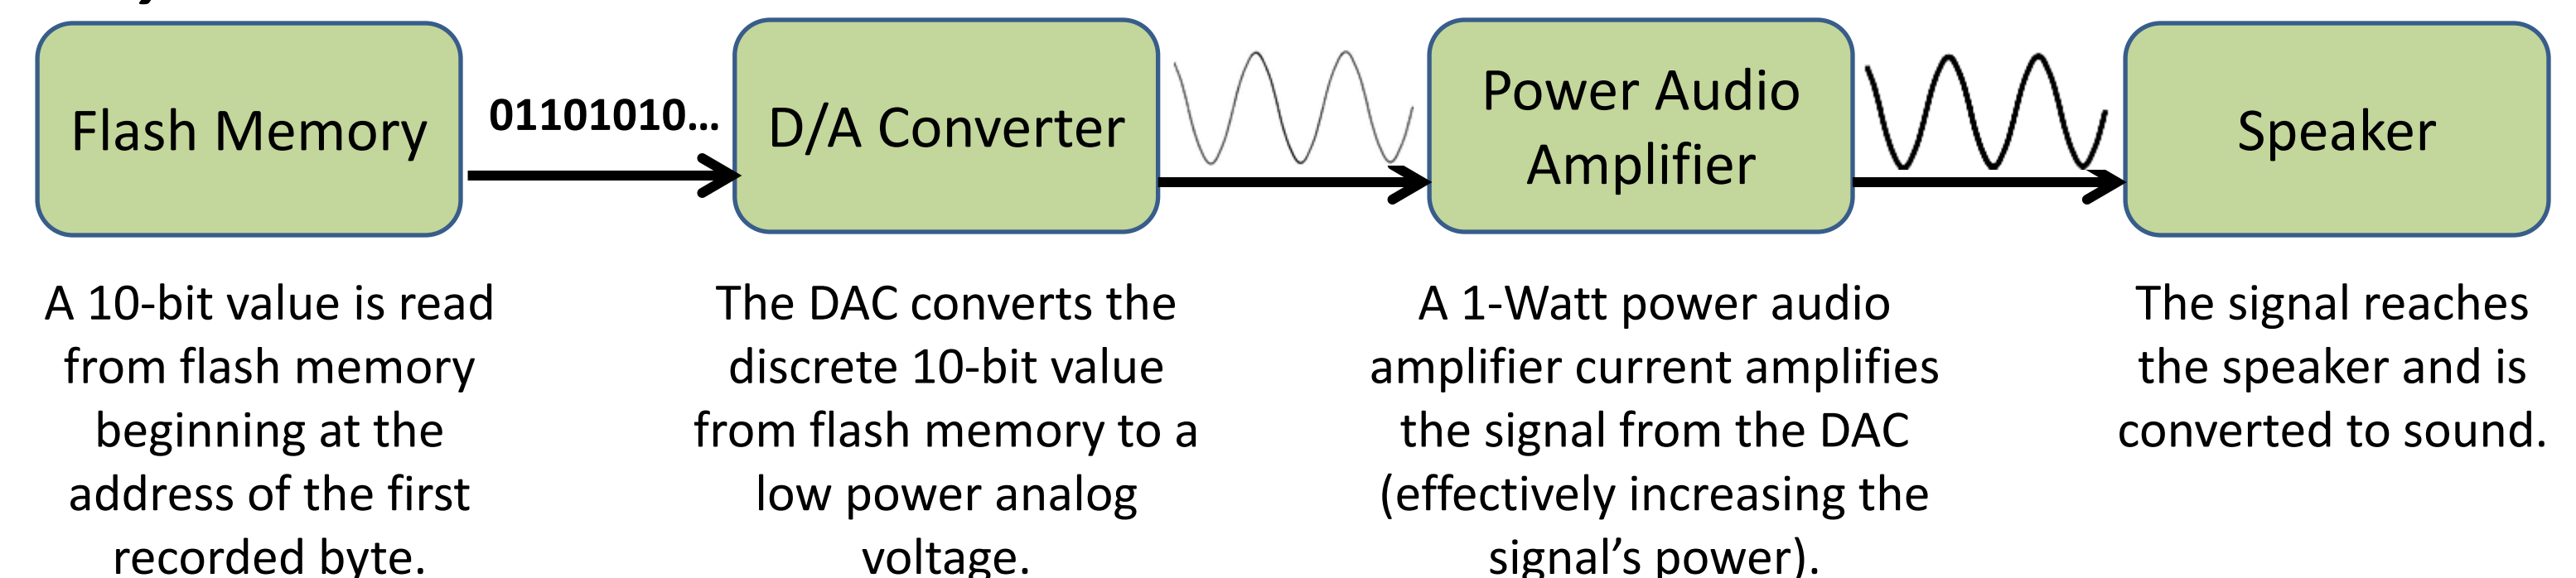 Flash Memory
01101010...
D/A Converter
Power Audio
Amplifier
Speaker
A 10-bit value is read
from flash memory
beginning at the
address of the first
recorded byte.
The DAC converts the
discrete 10-bit value
from flash memory to a
low power analog
voltage.
A 1-Watt power audio
amplifier current amplifies
the signal from the DAC
(effectively increasing the
signal’s power).
The signal reaches
the speaker and is
converted to sound.